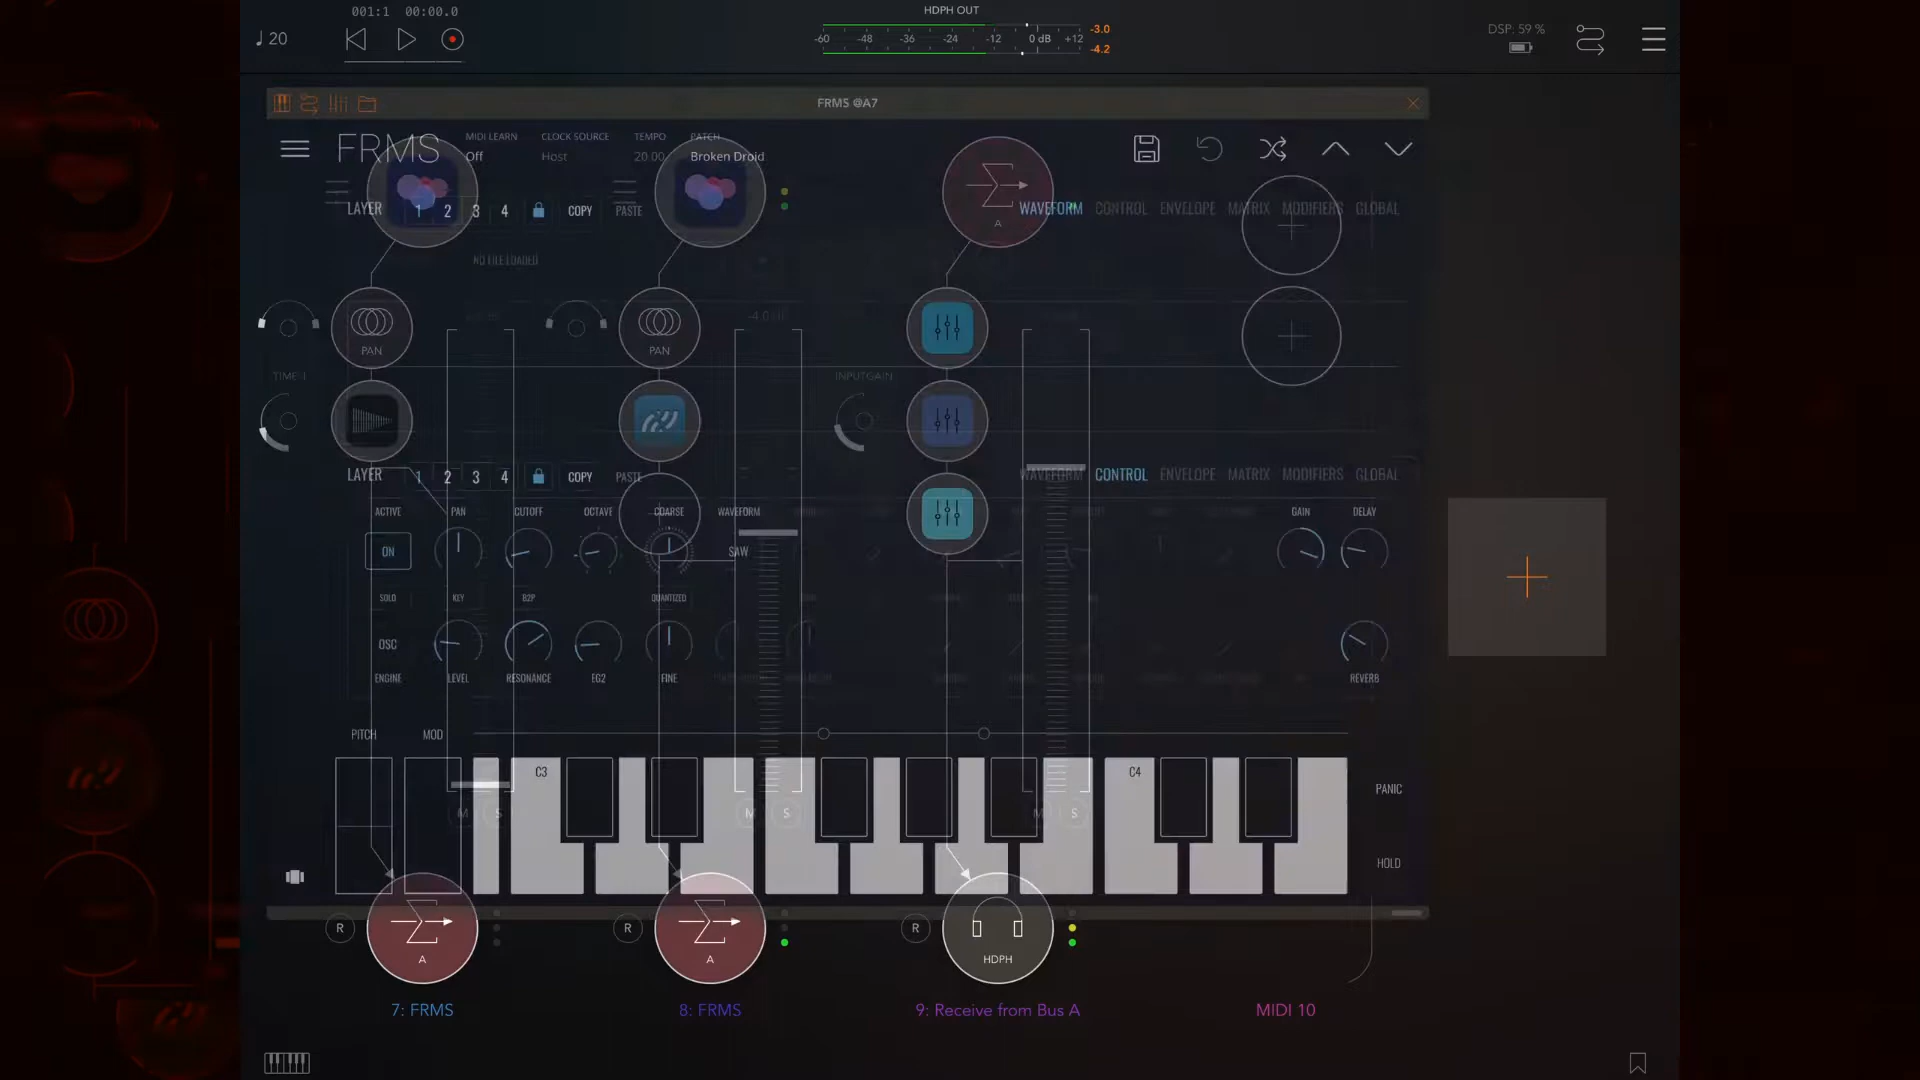 001:1 00:00.0
HDPH OUT
♩20
-60 -48 -36 -24 -12 0 dB +12
-3.0
-4.2
DSP: 59 %
FRMS @A7
FRMS
MIDI LEARN CLOCK SOURCE TEMPO PATCH
Off Host 20.00 Broken Droid
LAYER 1 2 3 4 COPY PASTE
A
WAVEFORM CONTROL ENVELOPE MATRIX MODIFIERS GLOBAL
NO FILE LOADED
PAN PAN
INPUTGAIN
LAYER 1 2 3 4 COPY PASTE
WAVEFORM CONTROL ENVELOPE MATRIX MODIFIERS GLOBAL
ACTIVE PAN CUTOFF OCTAVE COARSE WAVEFORM GAIN DELAY
ON SAW
SOLO KEY B2P QUANTIZED
OSC
ENGINE LEVEL RESONANCE EG2 FINE REVERB
PITCH MOD
C3 C4
PANIC
M S M S M S
HOLD
R R R
A A HDPH
7: FRMS 8: FRMS 9: Receive from Bus A MIDI 10